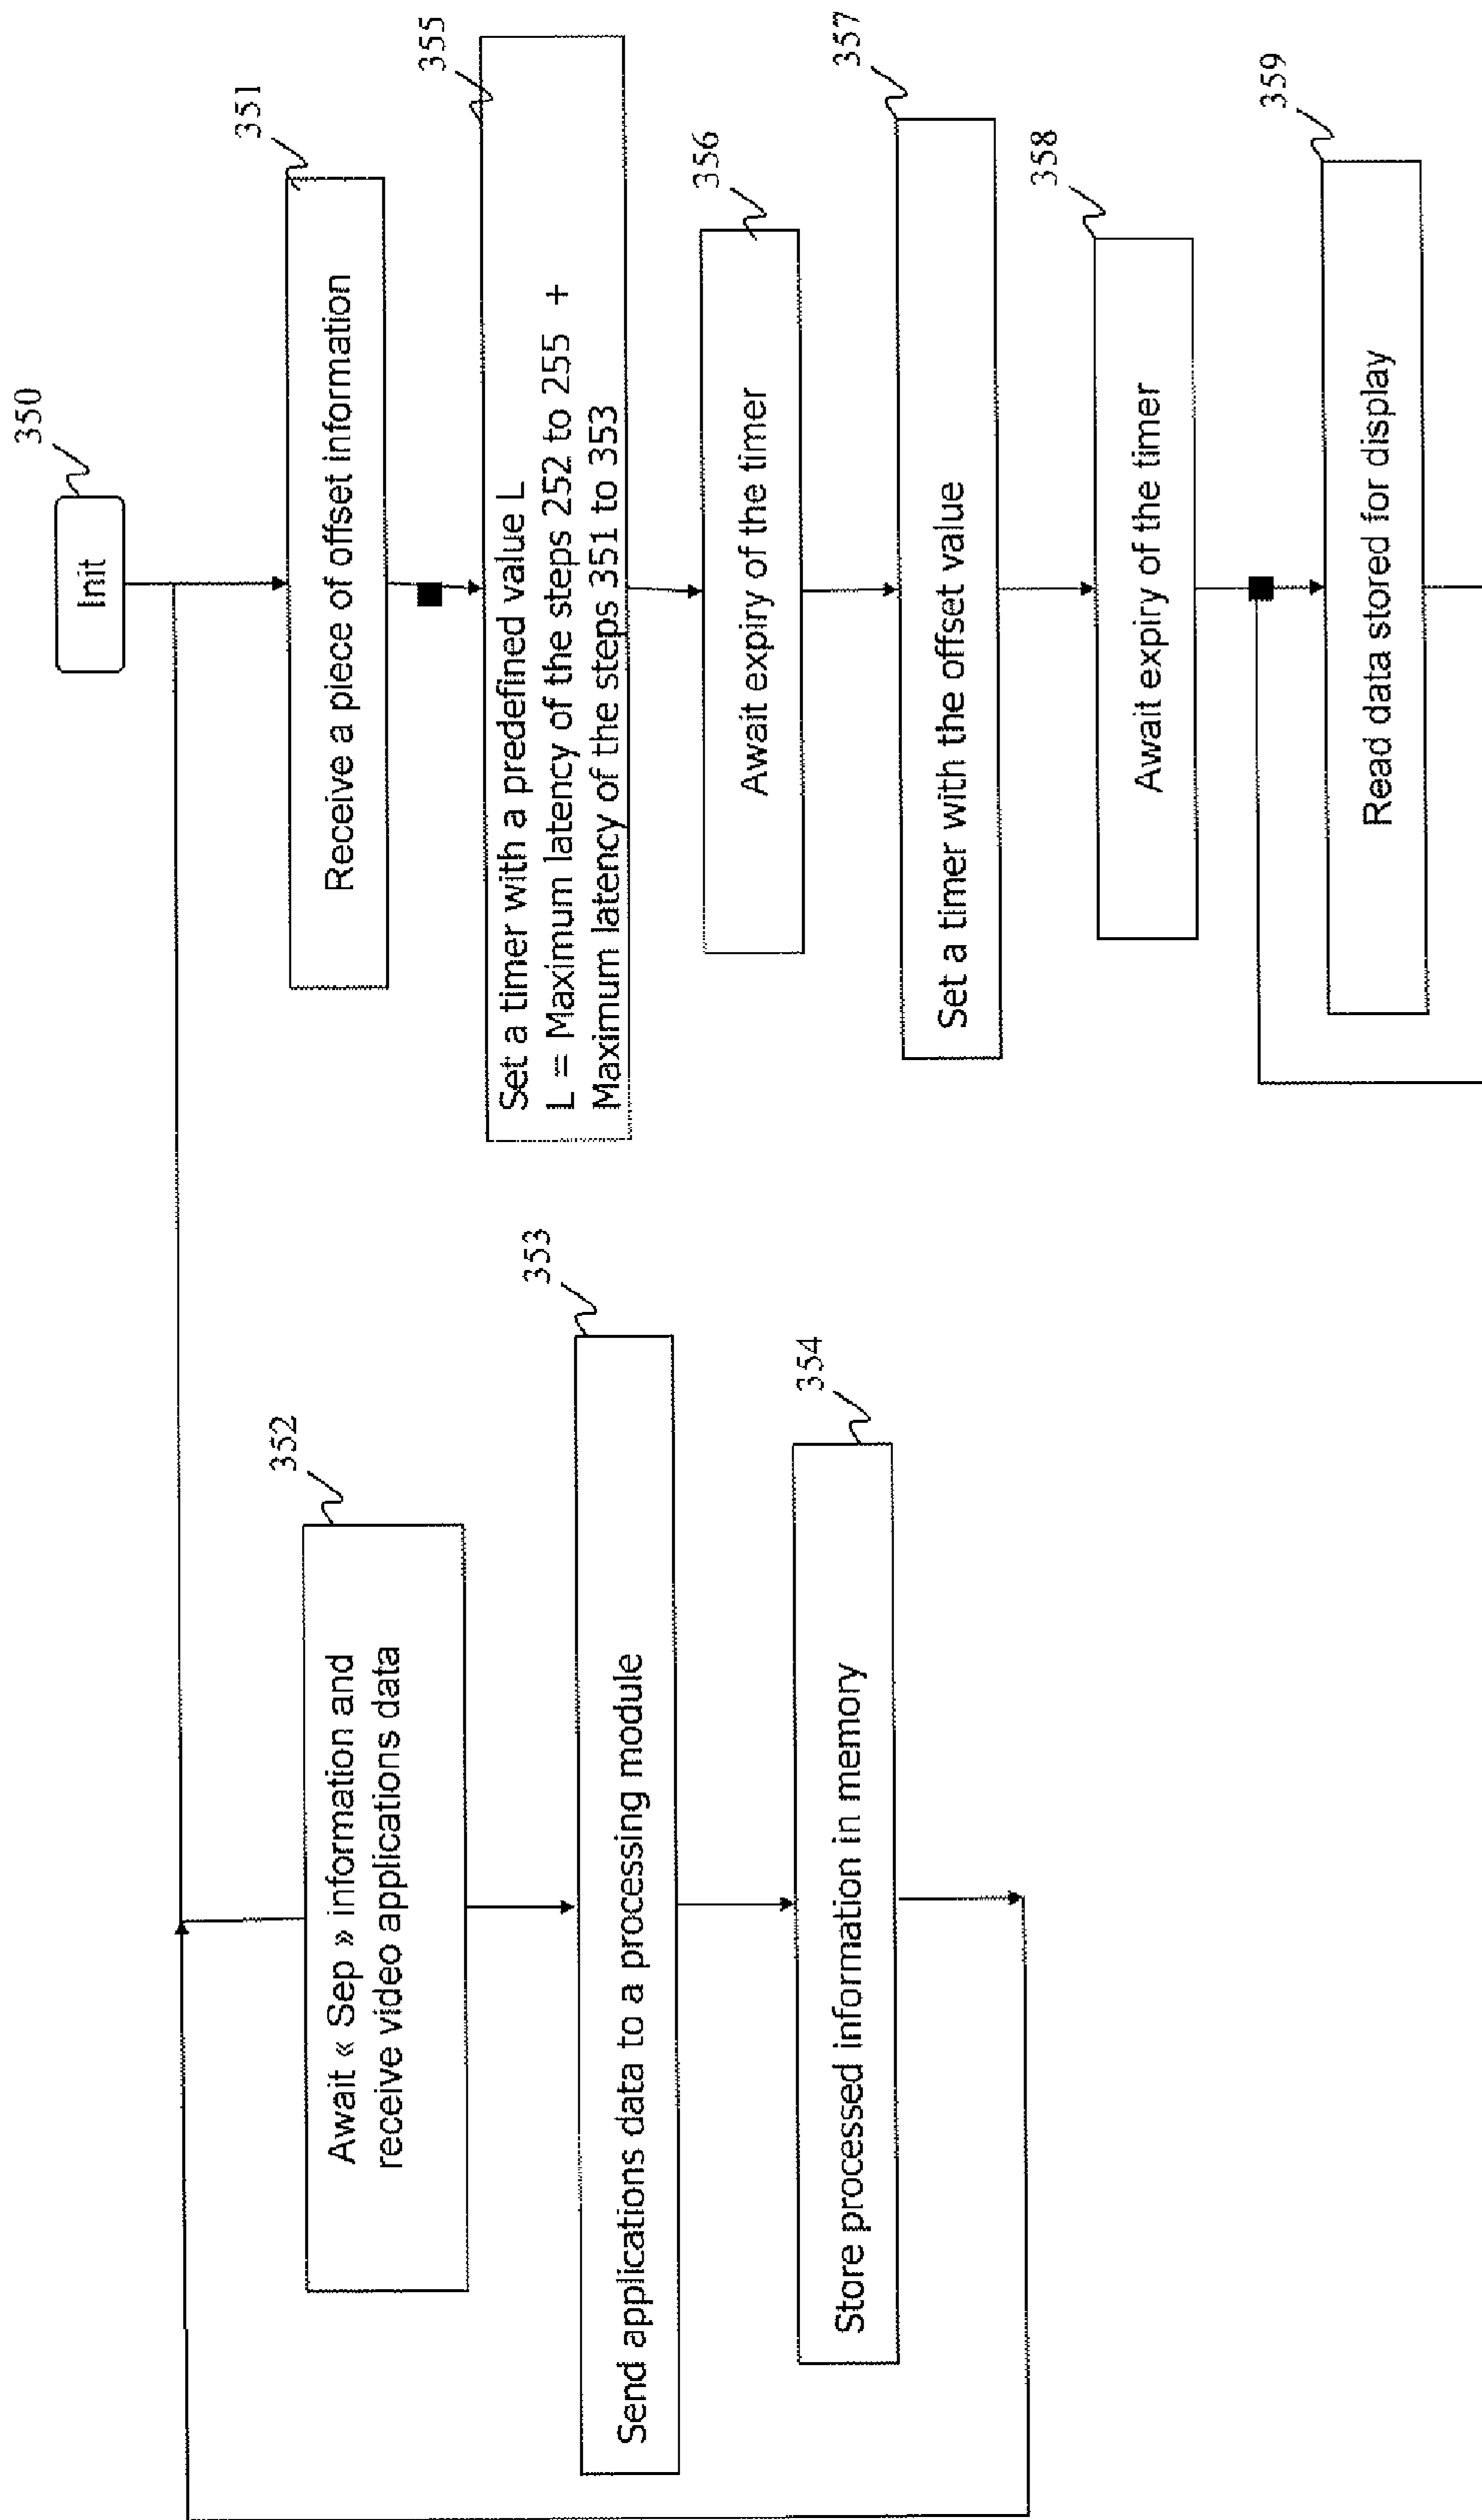 350
Init
351
Receive a piece of offset information
355
Set a timer with a predefined value L
L = Maximum latency of the steps 252 to 255 +
Maximum latency of the steps 351 to 353
356
Await expiry of the timer
357
Set a timer with the offset value
358
Await expiry of the timer
359
Read data stored for display
352
Await « Sep » information and
receive video applications data
353
Send applications data to a processing module
354
Store processed information in memory